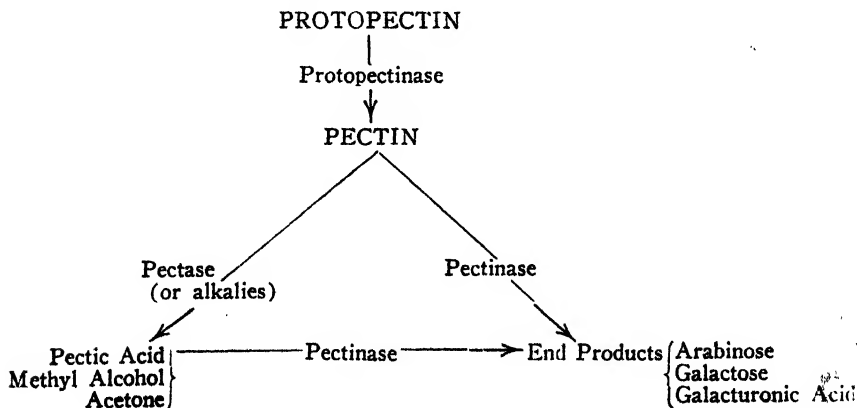 PROTOPECTIN
Protopectinase
PECTIN
Pectase
(or alkalies)
Pectinase
Pectic Acid
Methyl Alcohol
Acetone
Pectinase
End Products
Arabinose
Galactose
Galacturonic Acid